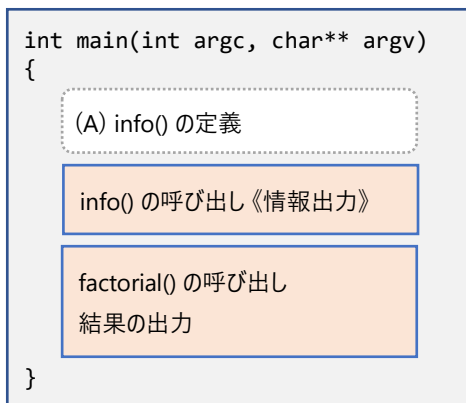 int main(int argc, char** argv)
{
(A) info() の定義
info() の呼び出し《情報出力》
factorial() の呼び出し
結果の出力
}